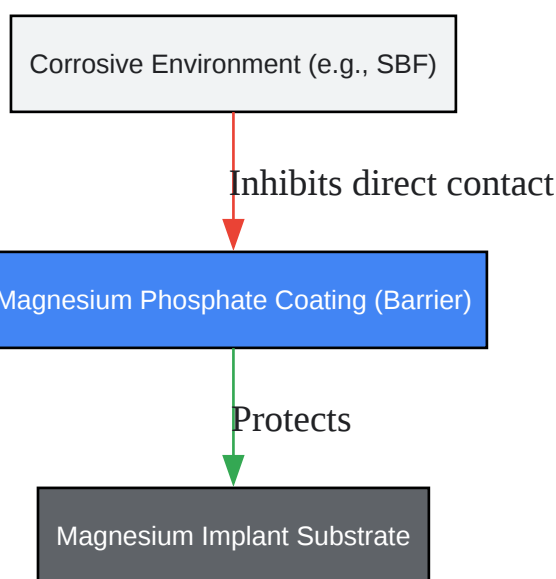 Corrosive Environment (e.g., SBF)
Inhibits direct contact
Magnesium Phosphate Coating (Barrier)
Protects
Magnesium Implant Substrate